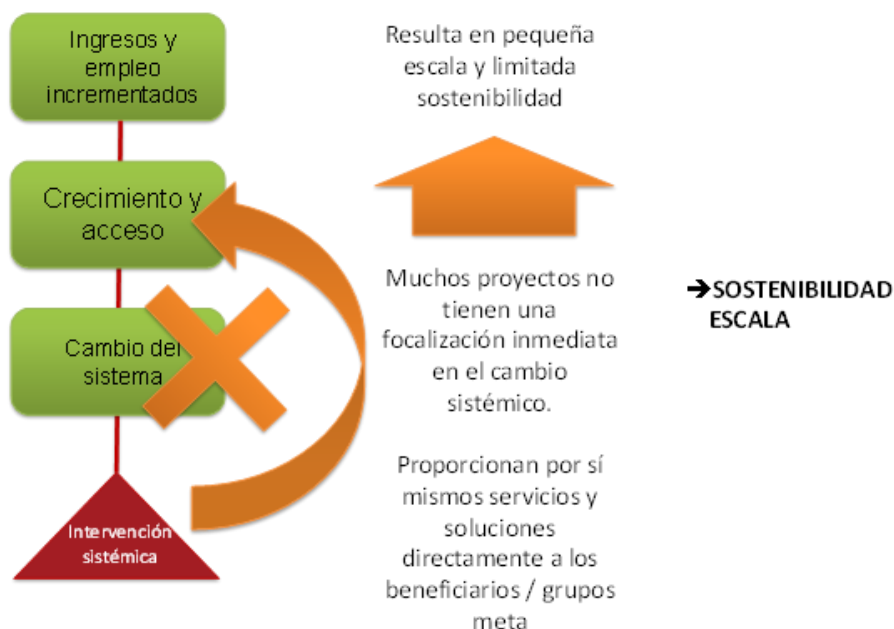 Ingresos y
empleo
incrementados
Crecimiento y
acceso
Cambio del
sistema
Intervención
sistémica
Resulta en pequeña
escala y limitada
sostenibilidad
Muchos proyectos no
tienen una
focalización inmediata
en el cambio
sistémico.
Proporcionan por sí
mismos servicios y
soluciones
directamente a los
beneficiarios / grupos
meta
➔SOSTENIBILIDAD
ESCALA